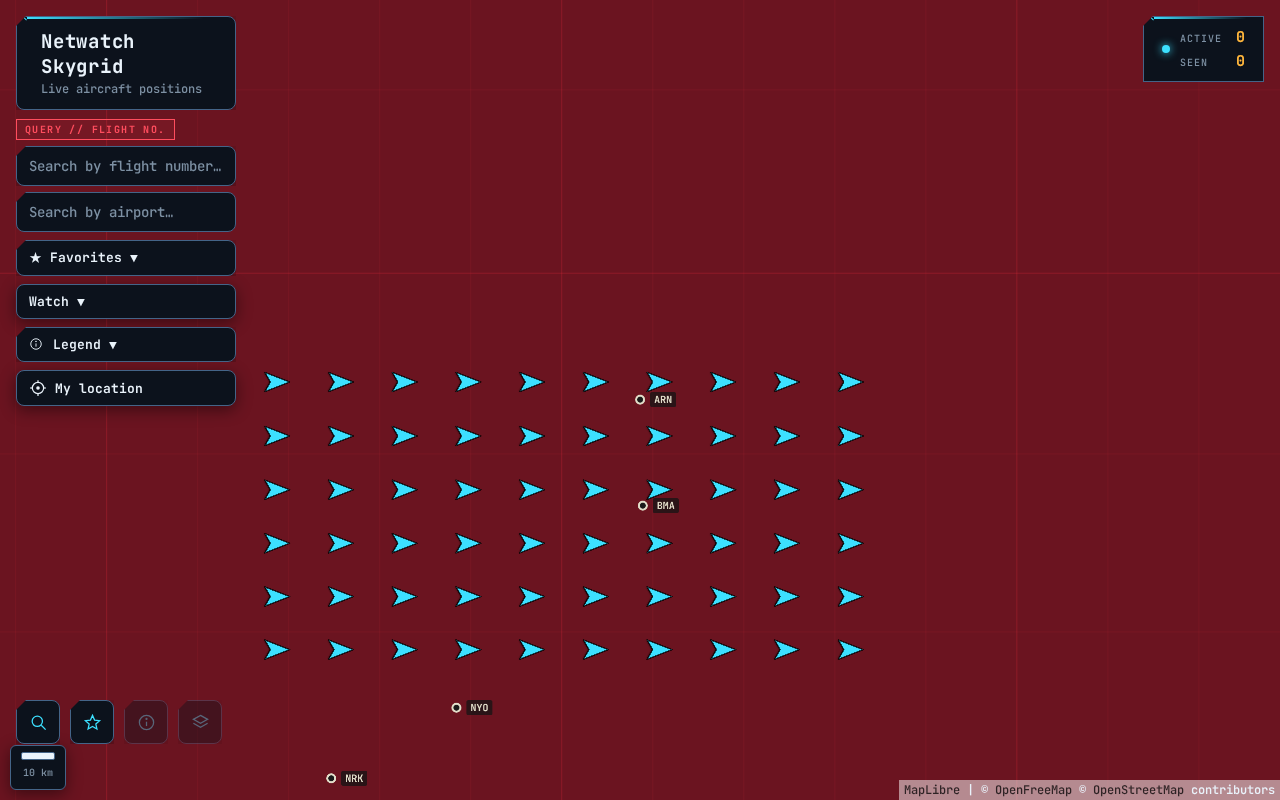 Netwatch
Skygrid
Live aircraft positions
ACTIVE 0
SEEN 0
QUERY // FLIGHT NO.
Search by flight number…
Search by airport…
★ Favorites ▼
Watch ▼
Legend ▼
My location
ARN
BMA
NYO
NRK
10 km
MapLibre | © OpenFreeMap © OpenStreetMap contributors